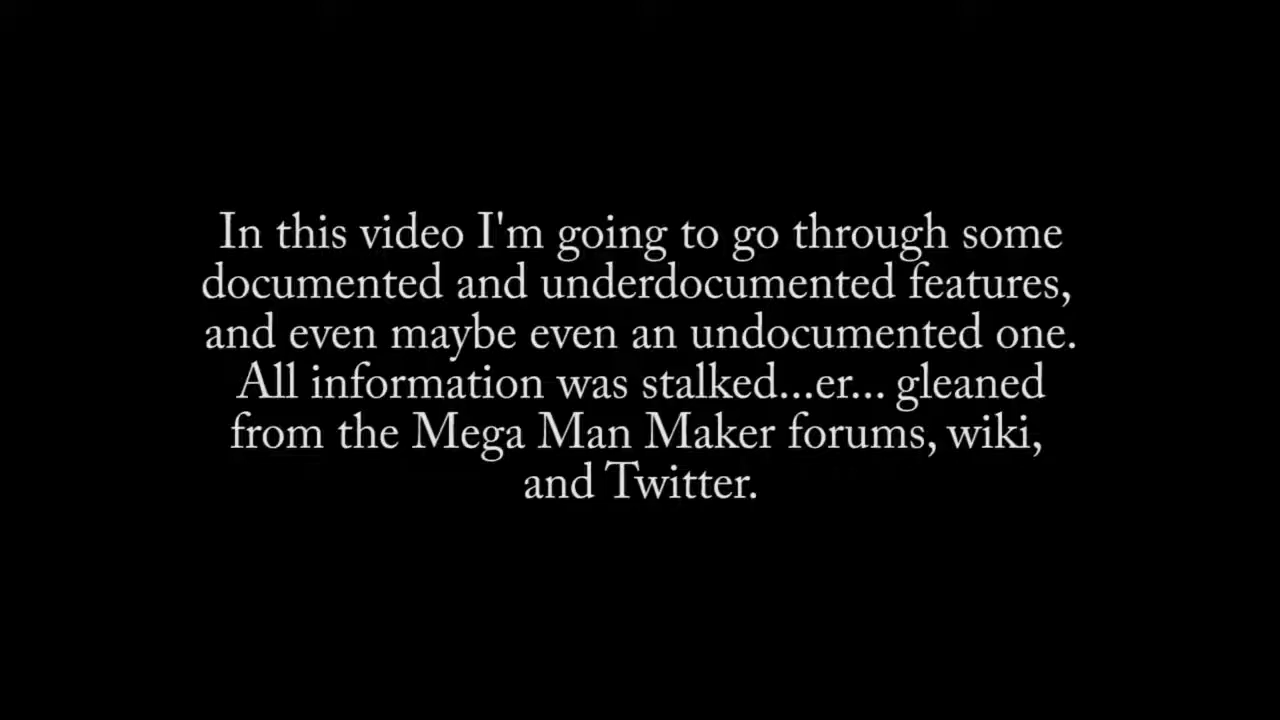 In this video I'm going to go through some
documented and underdocumented features,
and even maybe even an undocumented one.
All information was stalked...er... gleaned
from the Mega Man Maker forums, wiki,
and Twitter.